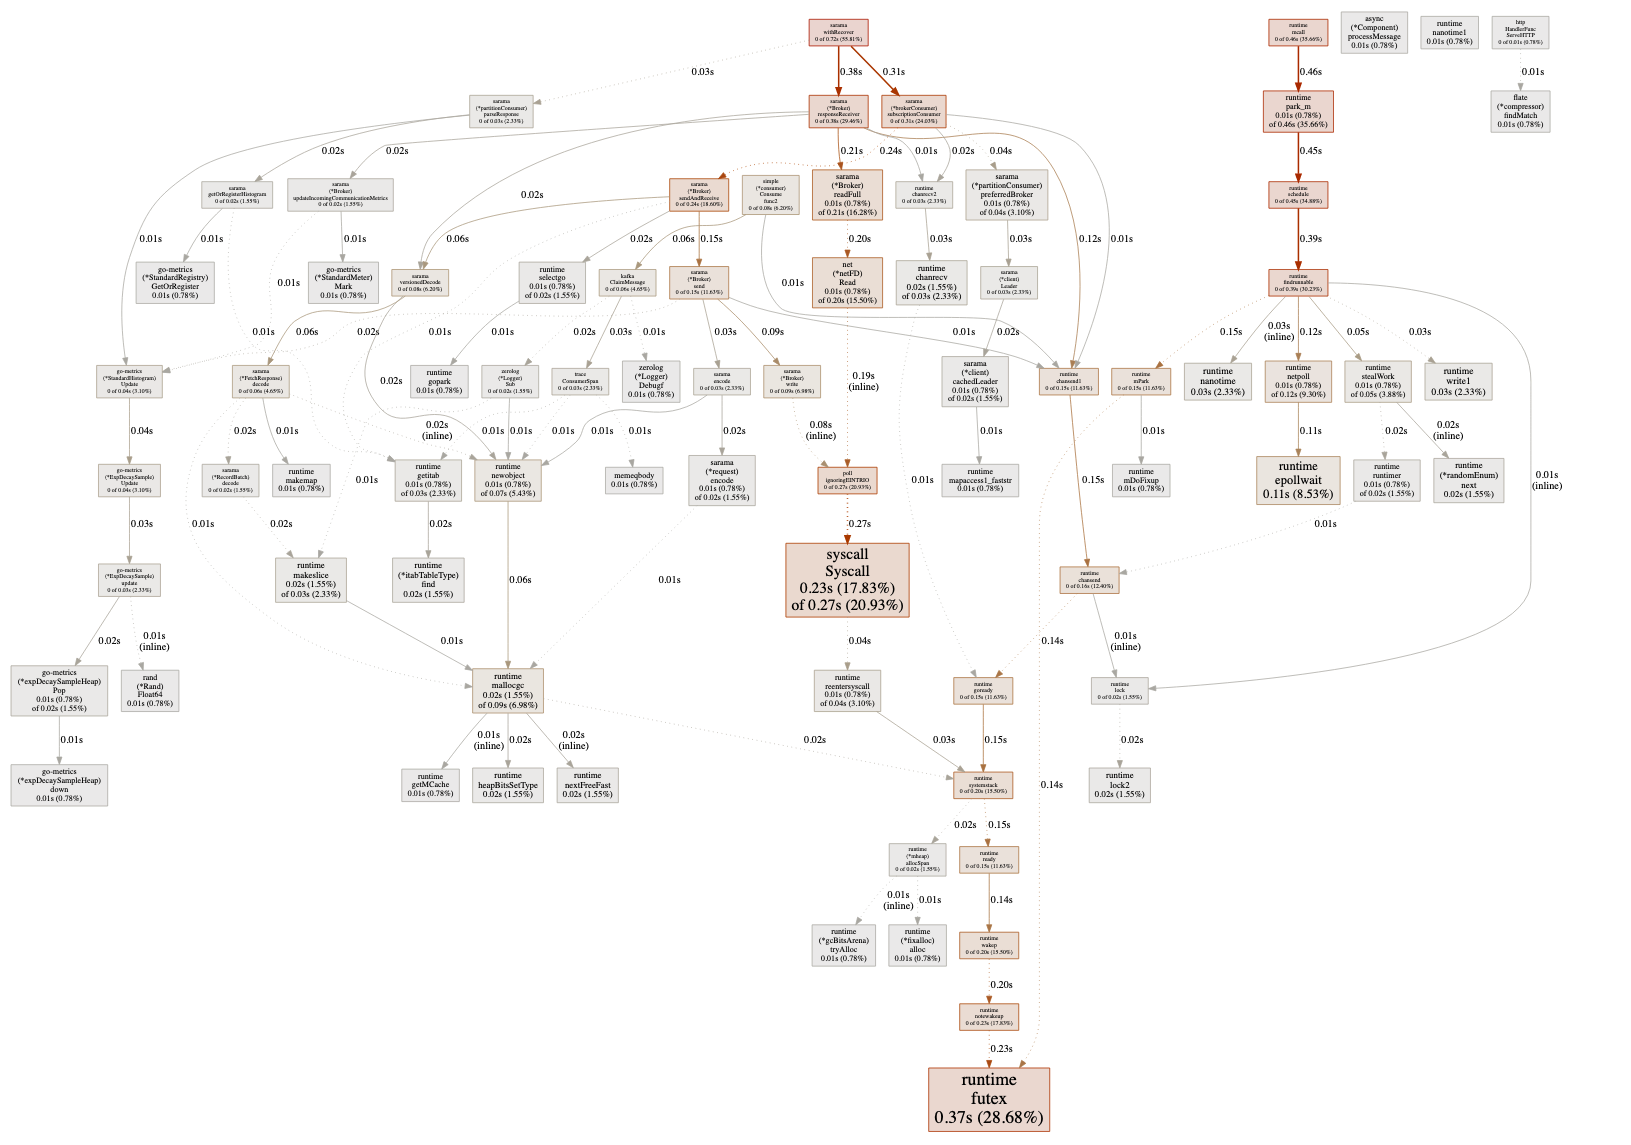 sarama
withRecover
0 of 0.72s (55.81%)
runtime
mcall
0 of 0.46s (35.66%)
async
(*Component)
processMessage
0.01s (0.78%)
runtime
nanotime1
0.01s (0.78%)
http
HandlerFunc
ServeHTTP
0 of 0.01s (0.78%)
0.03s
0.38s
0.31s
0.46s
0.01s
sarama
(*partitionConsumer)
parseResponse
0 of 0.03s (2.33%)
sarama
(*Broker)
responseReceiver
0 of 0.38s (29.46%)
sarama
(*brokerConsumer)
subscriptionConsumer
0 of 0.31s (24.03%)
runtime
park_m
0.01s (0.78%)
of 0.46s (35.66%)
flate
(*compressor)
findMatch
0.01s (0.78%)
0.02s
0.02s
0.21s
0.24s
0.01s
0.02s
0.04s
0.45s
sarama
getOrRegisterHistogram
0 of 0.02s (1.55%)
sarama
(*Broker)
updateIncomingCommunicationMetrics
0 of 0.02s (1.55%)
0.02s
sarama
(*Broker)
sendAndReceive
0 of 0.24s (18.60%)
simple
(*consumer)
Consume
func2
0 of 0.08s (6.20%)
sarama
(*Broker)
readFull
0.01s (0.78%)
of 0.21s (16.28%)
runtime
chanrecv2
0 of 0.03s (2.33%)
sarama
(*partitionConsumer)
preferredBroker
0.01s (0.78%)
of 0.04s (3.10%)
runtime
schedule
0 of 0.45s (34.88%)
0.01s
0.01s
0.01s
0.06s
0.02s
0.06s
0.15s
0.20s
0.03s
0.03s
0.12s
0.01s
0.39s
go-metrics
(*StandardRegistry)
GetOrRegister
0.01s (0.78%)
0.01s
go-metrics
(*StandardMeter)
Mark
0.01s (0.78%)
sarama
versionedDecode
0 of 0.08s (6.20%)
runtime
selectgo
0.01s (0.78%)
of 0.02s (1.55%)
kafka
ClaimMessage
0 of 0.06s (4.65%)
sarama
(*Broker)
send
0 of 0.15s (11.63%)
0.01s
net
(*netFD)
Read
0.01s (0.78%)
of 0.20s (15.50%)
runtime
chanrecv
0.02s (1.55%)
of 0.03s (2.33%)
sarama
(*client)
Leader
0 of 0.03s (2.33%)
runtime
findrunnable
0 of 0.39s (30.23%)
0.01s
0.06s
0.02s
0.01s
0.01s
0.02s
0.03s
0.01s
0.03s
0.09s
0.01s
0.02s
0.15s
0.03s
(inline)
0.12s
0.05s
0.03s
go-metrics
(*StandardHistogram)
Update
0 of 0.04s (3.10%)
sarama
(*FetchResponse)
decode
0 of 0.06s (4.65%)
0.02s
runtime
gopark
0.01s (0.78%)
zerolog
(*Logger)
Sub
0 of 0.02s (1.55%)
trace
ConsumerSpan
0 of 0.03s (2.33%)
zerolog
(*Logger)
Debugf
0.01s (0.78%)
sarama
encode
0 of 0.03s (2.33%)
sarama
(*Broker)
write
0 of 0.09s (6.98%)
0.19s
(inline)
sarama
(*client)
cachedLeader
0.01s (0.78%)
of 0.02s (1.55%)
runtime
chansend1
0 of 0.15s (11.63%)
runtime
mPark
0 of 0.15s (11.63%)
runtime
nanotime
0.03s (2.33%)
runtime
netpoll
0.01s (0.78%)
of 0.12s (9.30%)
runtime
stealWork
0.01s (0.78%)
of 0.05s (3.88%)
runtime
write1
0.03s (2.33%)
0.04s
0.02s
0.01s
0.02s
(inline)
0.01s
0.01s
0.01s
0.01s
0.02s
0.08s
(inline)
0.01s
0.01s
0.11s
0.02s
0.02s
(inline)
go-metrics
(*ExpDecaySample)
Update
0 of 0.04s (3.10%)
sarama
(*RecordBatch)
decode
0 of 0.02s (1.55%)
runtime
makemap
0.01s (0.78%)
runtime
getitab
0.01s (0.78%)
of 0.03s (2.33%)
runtime
newobject
0.01s (0.78%)
of 0.07s (5.43%)
memeqbody
0.01s (0.78%)
sarama
(*request)
encode
0.01s (0.78%)
of 0.02s (1.55%)
poll
ignoringEINTRIO
0 of 0.27s (20.93%)
0.01s
runtime
mapaccess1_faststr
0.01s (0.78%)
0.15s
runtime
mDoFixup
0.01s (0.78%)
runtime
epollwait
0.11s (8.53%)
runtime
runtimer
0.01s (0.78%)
of 0.02s (1.55%)
runtime
(*randomEnum)
next
0.02s (1.55%)
0.01s
(inline)
0.03s
0.01s
0.02s
0.02s
0.27s
0.01s
go-metrics
(*ExpDecaySample)
update
0 of 0.03s (2.33%)
runtime
makeslice
0.02s (1.55%)
of 0.03s (2.33%)
runtime
(*itabTableType)
find
0.02s (1.55%)
0.06s
0.01s
syscall
Syscall
0.23s (17.83%)
of 0.27s (20.93%)
runtime
chansend
0 of 0.16s (12.40%)
0.02s
0.01s
(inline)
0.01s
0.04s
0.14s
0.01s
(inline)
go-metrics
(*expDecaySampleHeap)
Pop
0.01s (0.78%)
of 0.02s (1.55%)
rand
(*Rand)
Float64
0.01s (0.78%)
runtime
mallocgc
0.02s (1.55%)
of 0.09s (6.98%)
runtime
reentersyscall
0.01s (0.78%)
of 0.04s (3.10%)
runtime
goready
0 of 0.15s (11.63%)
runtime
lock
0 of 0.02s (1.55%)
0.01s
0.01s
(inline)
0.02s
0.02s
(inline)
0.02s
0.03s
0.15s
0.02s
go-metrics
(*expDecaySampleHeap)
down
0.01s (0.78%)
runtime
getMCache
0.01s (0.78%)
runtime
heapBitsSetType
0.02s (1.55%)
runtime
nextFreeFast
0.02s (1.55%)
runtime
systemstack
0 of 0.20s (15.50%)
0.14s
runtime
lock2
0.02s (1.55%)
0.02s
0.15s
runtime
(*mheap)
allocSpan
0 of 0.02s (1.55%)
runtime
ready
0 of 0.15s (11.63%)
0.01s
(inline)
0.01s
0.14s
runtime
(*gcBitsArena)
tryAlloc
0.01s (0.78%)
runtime
(*fixalloc)
alloc
0.01s (0.78%)
runtime
wakep
0 of 0.20s (15.50%)
0.20s
runtime
notewakeup
0 of 0.23s (17.83%)
0.23s
runtime
futex
0.37s (28.68%)